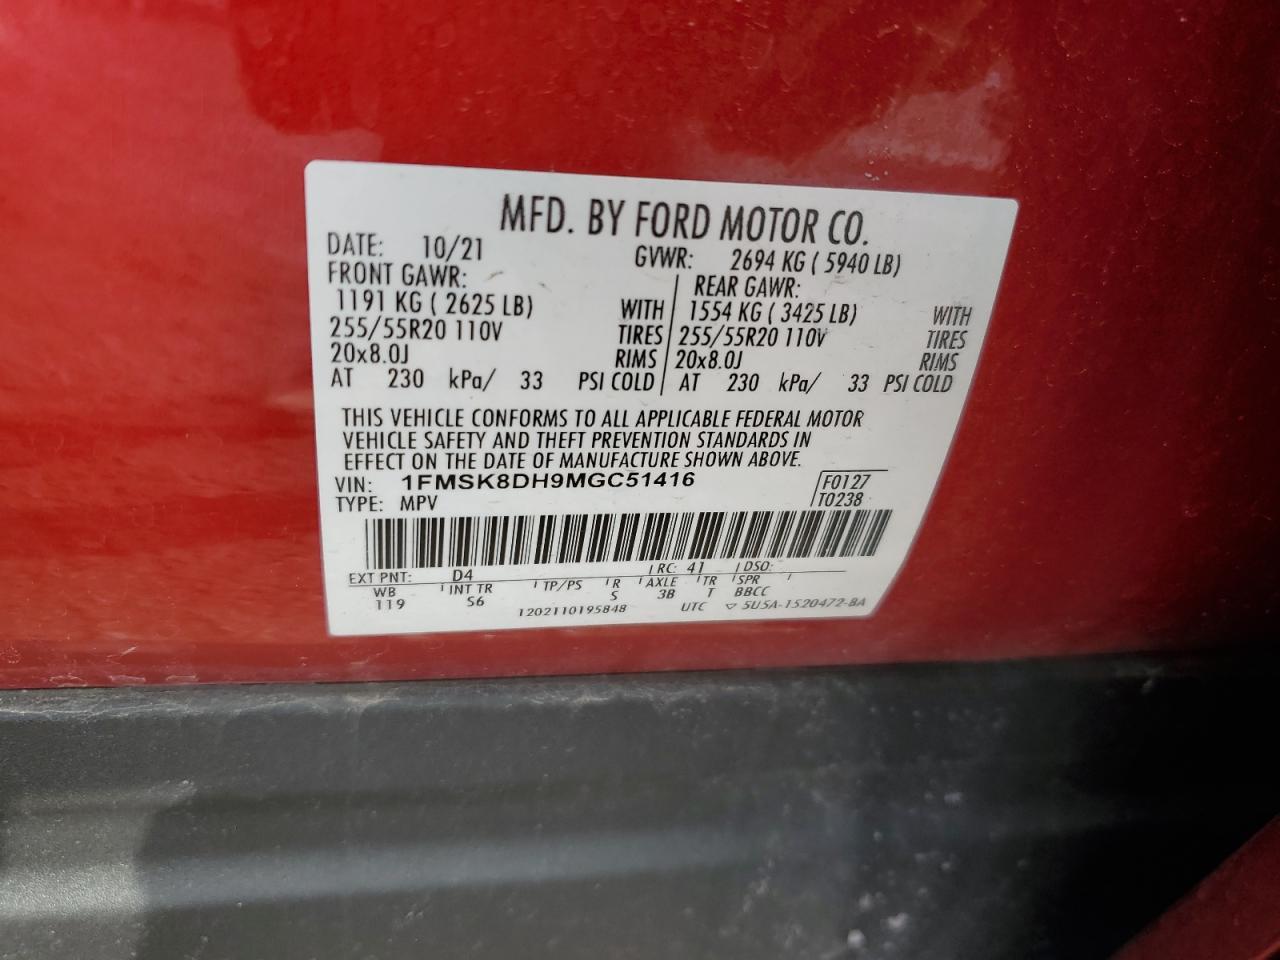 MFD. BY FORD MOTOR CO.
DATE: 10/21 GVWR: 2694 KG ( 5940 LB)
FRONT GAWR: REAR GAWR:
1191 KG ( 2625 LB) WITH 1554 KG ( 3425 LB) WITH
255/55R20 110V TIRES 255/55R20 110V TIRES
20x8.0J RIMS 20x8.0J RIMS
AT 230 kPa/ 33 PSI COLD AT 230 kPa/ 33 PSI COLD
THIS VEHICLE CONFORMS TO ALL APPLICABLE FEDERAL MOTOR
VEHICLE SAFETY AND THEFT PREVENTION STANDARDS IN
EFFECT ON THE DATE OF MANUFACTURE SHOWN ABOVE.
VIN: 1FMSK8DH9MGC51416 F0127
TYPE: MPV T0238
EXT PNT: D4 RC: 41 DSO:
WB INT TR TP/PS R AXLE TR SPR
119 S6 S 3B T BBCC
1202110195848 UTC ▽ 5U5A-1520472-BA